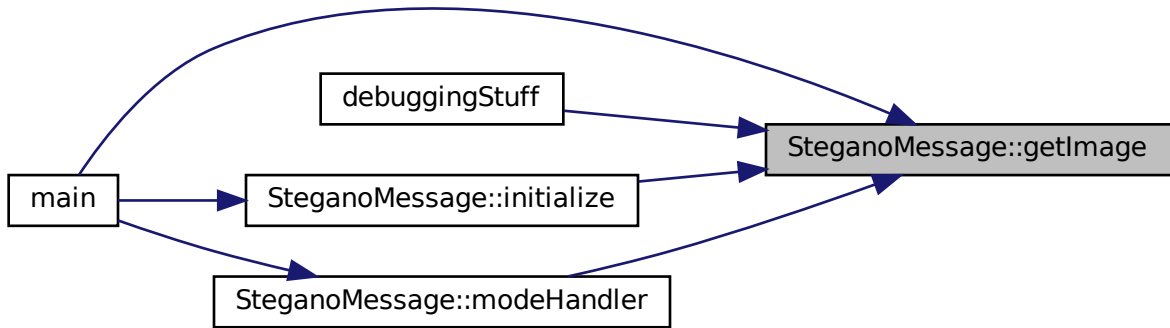 debuggingStuff
SteganoMessage::getImage
main
SteganoMessage::initialize
SteganoMessage::modeHandler